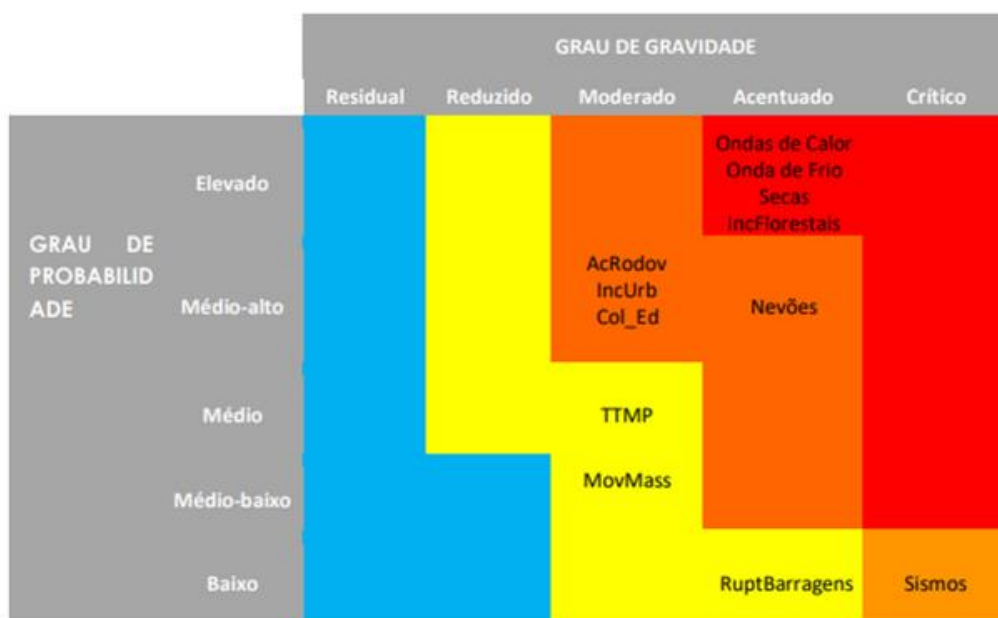 GRAU DE GRAVIDADE
Residual Reduzido Moderado Acentuado Crítico
GRAU DE
PROBABILID
ADE
Elevado
Ondas de Calor
Onda de Frio
Secas
IncFlorestais
Médio-alto
AcRodov
IncUrb
Col_Ed
Nevões
Médio
TTMP
Médio-baixo
MovMass
Baixo
RuptBarragens
Sismos